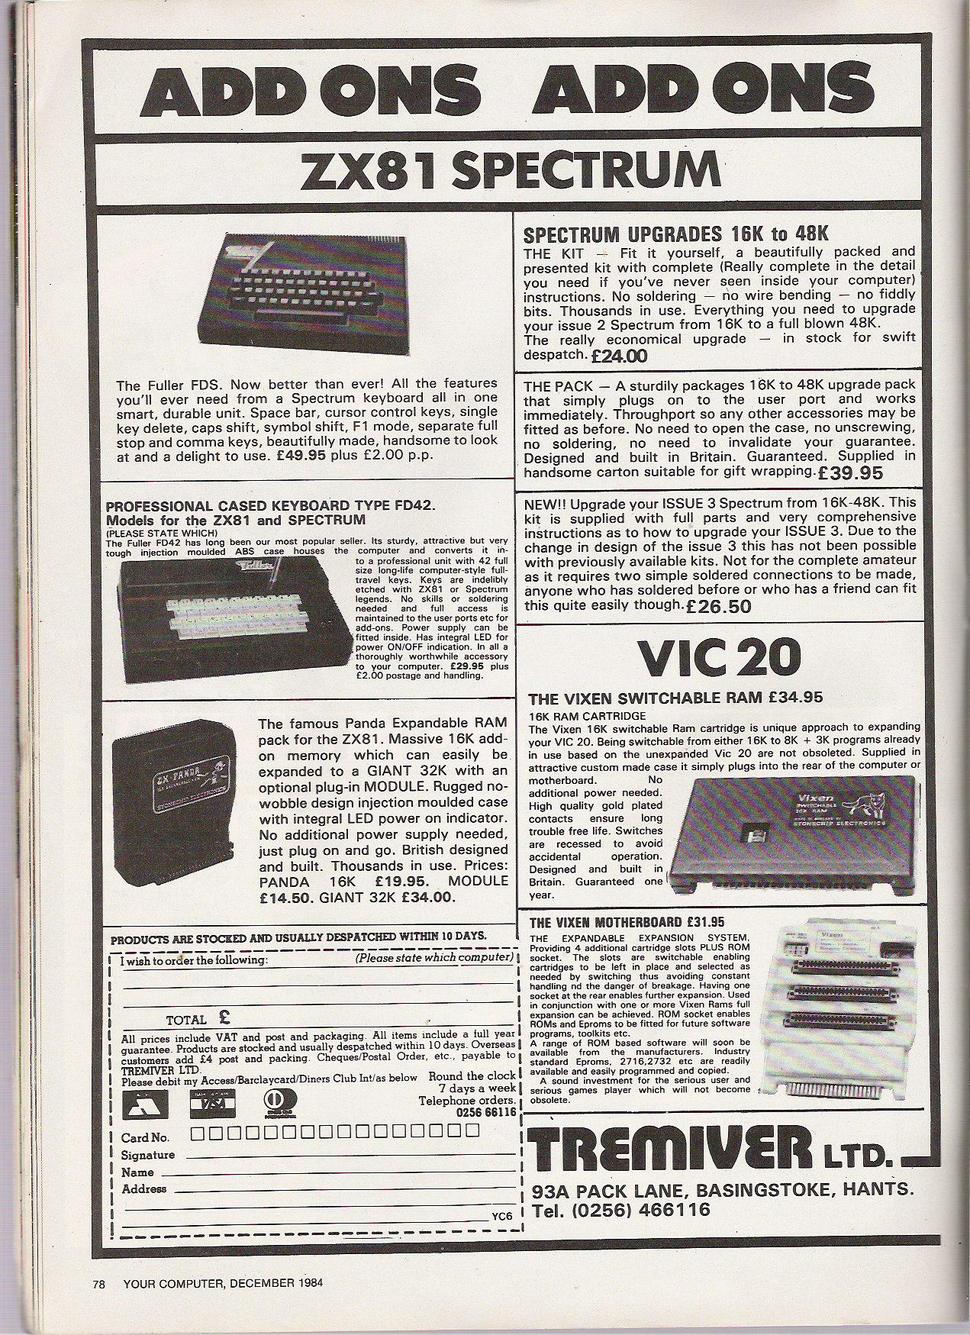 ADD ONS ADD ONS
ZX81 SPECTRUM
The Fuller FDS. Now better than ever! All the features
you'll ever need from a Spectrum keyboard all in one
smart, durable unit. Space bar, cursor control keys, single
key delete, caps shift, symbol shift, F1 mode, separate full
stop and comma keys, beautifully made, handsome to look
at and a delight to use. £49.95 plus £2.00 p.p.
PROFESSIONAL CASED KEYBOARD TYPE FD42.
Models for the ZX81 and SPECTRUM
(PLEASE STATE WHICH)
The Fuller FD42 has long been our most popular seller. Its sturdy, attractive but very
tough injection moulded ABS case houses the computer and converts it in-
to a professional unit with 42 full
size long-life computer-style full-
travel keys. Keys are indelibly
etched with ZX81 or Spectrum
legends. No skills or soldering
needed and full access is
maintained to the user ports etc for
add-ons. Power supply can be
fitted inside. Has integral LED for
power ON/OFF indication. In all a
thoroughly worthwhile accessory
to your computer. £29.95 plus
£2.00 postage and handling.
Fuller
The famous Panda Expandable RAM
pack for the ZX81. Massive 16K add-
on memory which can easily be
expanded to a GIANT 32K with an
optional plug-in MODULE. Rugged no-
wobble design injection moulded case
with integral LED power on indicator.
No additional power supply needed,
just plug on and go. British designed
and built. Thousands in use. Prices:
PANDA 16K £19.95. MODULE
£14.50. GIANT 32K £34.00.
ZX-PANDA
STONECHIP ELECTRONICS
PRODUCTS ARE STOCKED AND USUALLY DESPATCHED WITHIN 10 DAYS.
I wish to order the following: (Please state which computer)
TOTAL £
All prices include VAT and post and packaging. All items include a full year
guarantee. Products are stocked and usually despatched within 10 days. Overseas
customers add £4 post and packing. Cheques/Postal Order, etc., payable to
TREMIVER LTD.
Please debit my Access/Barclaycard/Diners Club Int/as below
Round the clock
7 days a week
Telephone orders.
0256 66116
VISA
Card No.
Signature
Name
Address
YC6
SPECTRUM UPGRADES 16K to 48K
THE KIT — Fit it yourself, a beautifully packed and
presented kit with complete (Really complete in the detail
you need if you've never seen inside your computer)
instructions. No soldering — no wire bending — no fiddly
bits. Thousands in use. Everything you need to upgrade
your issue 2 Spectrum from 16K to a full blown 48K.
The really economical upgrade — in stock for swift
despatch. £24.00
THE PACK — A sturdily packages 16K to 48K upgrade pack
that simply plugs on to the user port and works
immediately. Throughport so any other accessories may be
fitted as before. No need to open the case, no unscrewing,
no soldering, no need to invalidate your guarantee.
Designed and built in Britain. Guaranteed. Supplied in
handsome carton suitable for gift wrapping. £39.95
NEW!! Upgrade your ISSUE 3 Spectrum from 16K-48K. This
kit is supplied with full parts and very comprehensive
instructions as to how to upgrade your ISSUE 3. Due to the
change in design of the issue 3 this has not been possible
with previously available kits. Not for the complete amateur
as it requires two simple soldered connections to be made,
anyone who has soldered before or who has a friend can fit
this quite easily though. £26.50
VIC 20
THE VIXEN SWITCHABLE RAM £34.95
16K RAM CARTRIDGE
The Vixen 16K switchable Ram cartridge is unique approach to expanding
your VIC 20. Being switchable from either 16K to 8K + 3K programs already
in use based on the unexpanded Vic 20 are not obsoleted. Supplied in
attractive custom made case it simply plugs into the rear of the computer or
motherboard. No
additional power needed.
High quality gold plated
contacts ensure long
trouble free life. Switches
are recessed to avoid
accidental operation.
Designed and built in
Britain. Guaranteed one
year.
Vixen
SWITCHABLE
16K RAM
STONECHIP ELECTRONICS
THE VIXEN MOTHERBOARD £31.95
THE EXPANDABLE EXPANSION SYSTEM.
Providing 4 additional cartridge slots PLUS ROM
socket. The slots are switchable enabling
cartridges to be left in place and selected as
needed by switching thus avoiding constant
handling nd the danger of breakage. Having one
socket at the rear enables further expansion. Used
in conjunction with one or more Vixen Rams full
expansion can be achieved. ROM socket enables
ROMs and Eproms to be fitted for future software
programs, toolkits etc.
A range of ROM based software will soon be
available from the manufacturers. Industry
standard Eproms, 2716,2732 etc are readily
available and easily programmed and copied.
A sound investment for the serious user and
serious games player which will not become
obsolete.
Vixen
TREMIVER LTD.
93A PACK LANE, BASINGSTOKE, HANTS.
Tel. (0256) 466116
78 YOUR COMPUTER, DECEMBER 1984